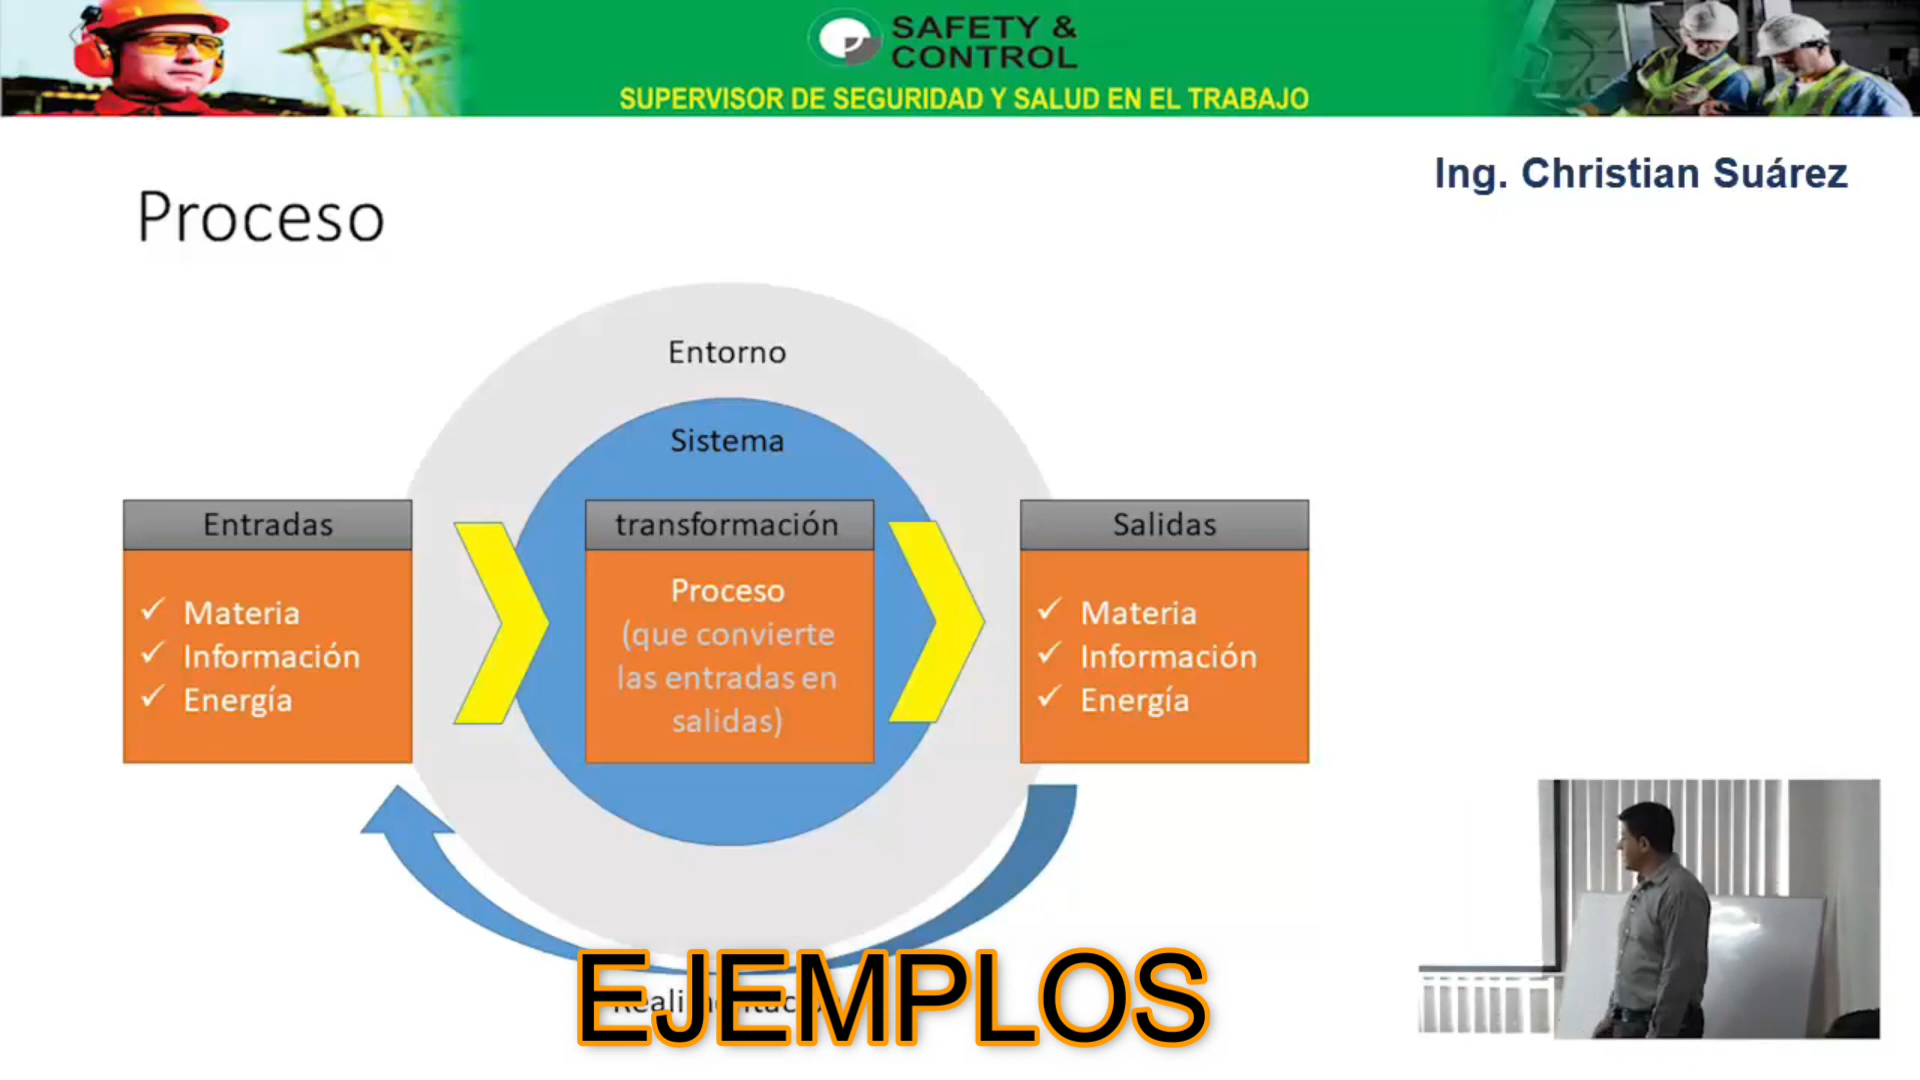 SAFETY &
CONTROL
SUPERVISOR DE SEGURIDAD Y SALUD EN EL TRABAJO
Ing. Christian Suárez
Proceso
Entorno
Sistema
Entradas
✓ Materia
✓ Información
✓ Energía
transformación
Proceso
(que convierte
las entradas en
salidas)
Salidas
✓ Materia
✓ Información
✓ Energía
EJEMPLOS